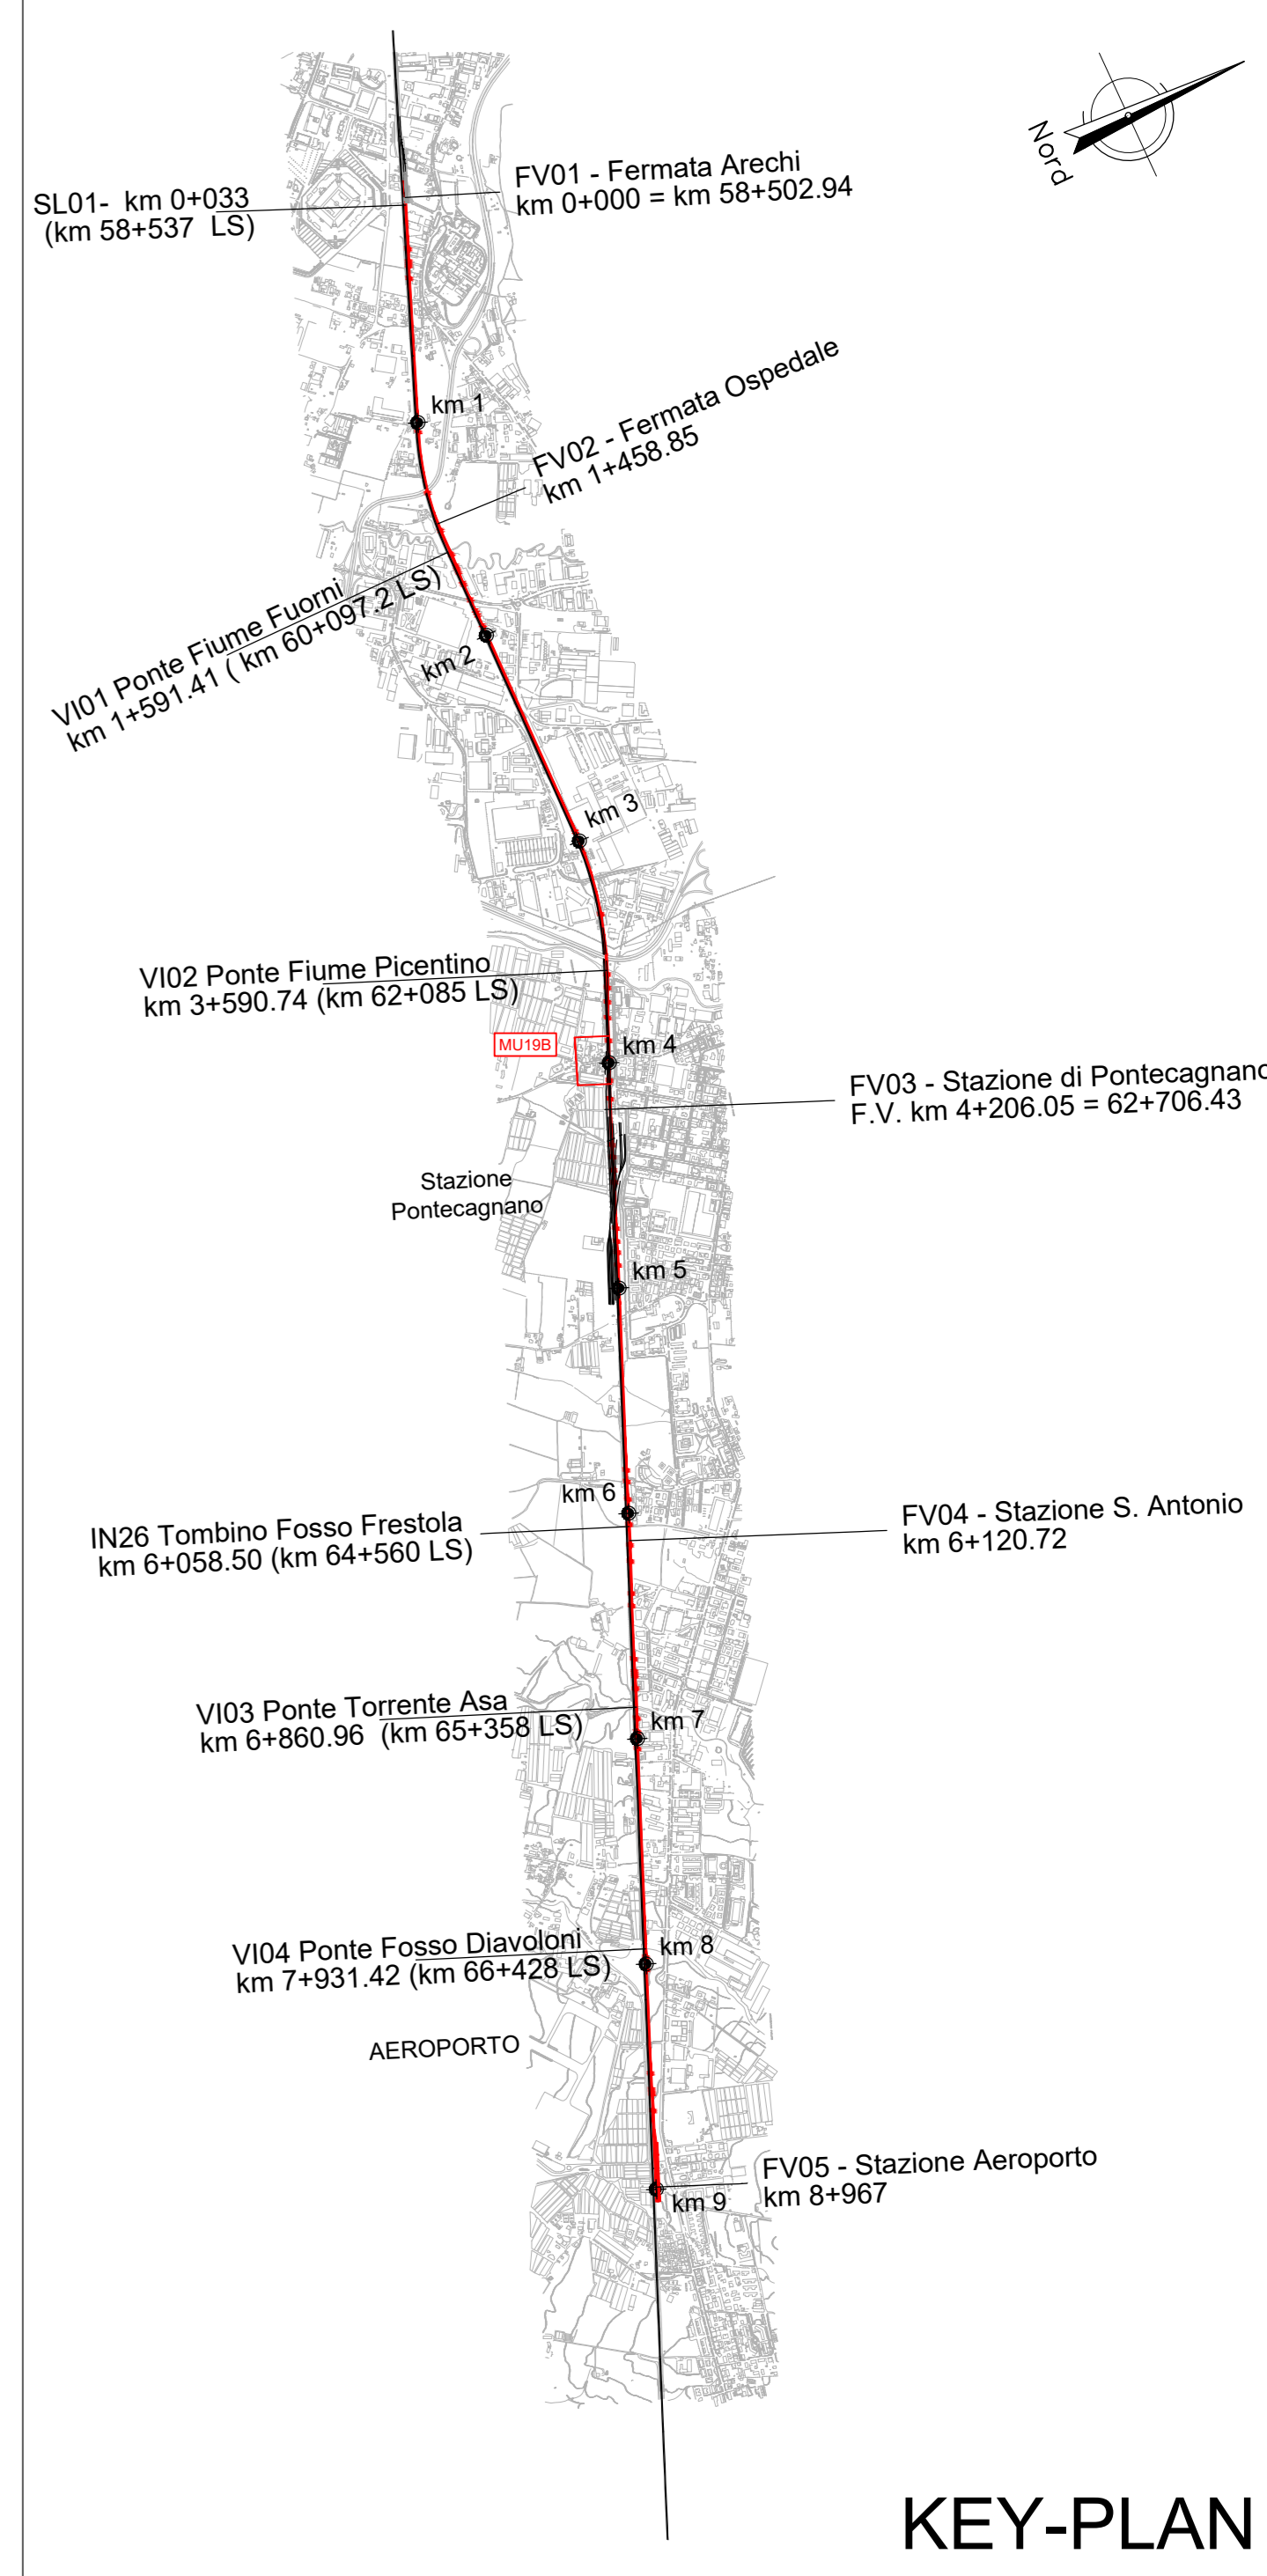 Nord
FV01 - Fermata Arechi
km 0+000 = km 58+502.94
SL01- km 0+033
(km 58+537 LS)
km 1
FV02 - Fermata Ospedale
km 1+458.85
VI01 Ponte Fiume Fuorni
km 1+591.41 ( km 60+097.2 LS)
km 2
km 3
VI02 Ponte Fiume Picentino
km 3+590.74 (km 62+085 LS)
MU19B
km 4
FV03 - Stazione di Pontecagnano
F.V. km 4+206.05 = 62+706.43
Stazione
Pontecagnano
km 5
km 6
FV04 - Stazione S. Antonio
km 6+120.72
IN26 Tombino Fosso Frestola
km 6+058.50 (km 64+560 LS)
VI03 Ponte Torrente Asa
km 6+860.96 (km 65+358 LS)
km 7
VI04 Ponte Fosso Diavoloni
km 7+931.42 (km 66+428 LS)
km 8
AEROPORTO
FV05 - Stazione Aeroporto
km 8+967
km 9
KEY-PLAN